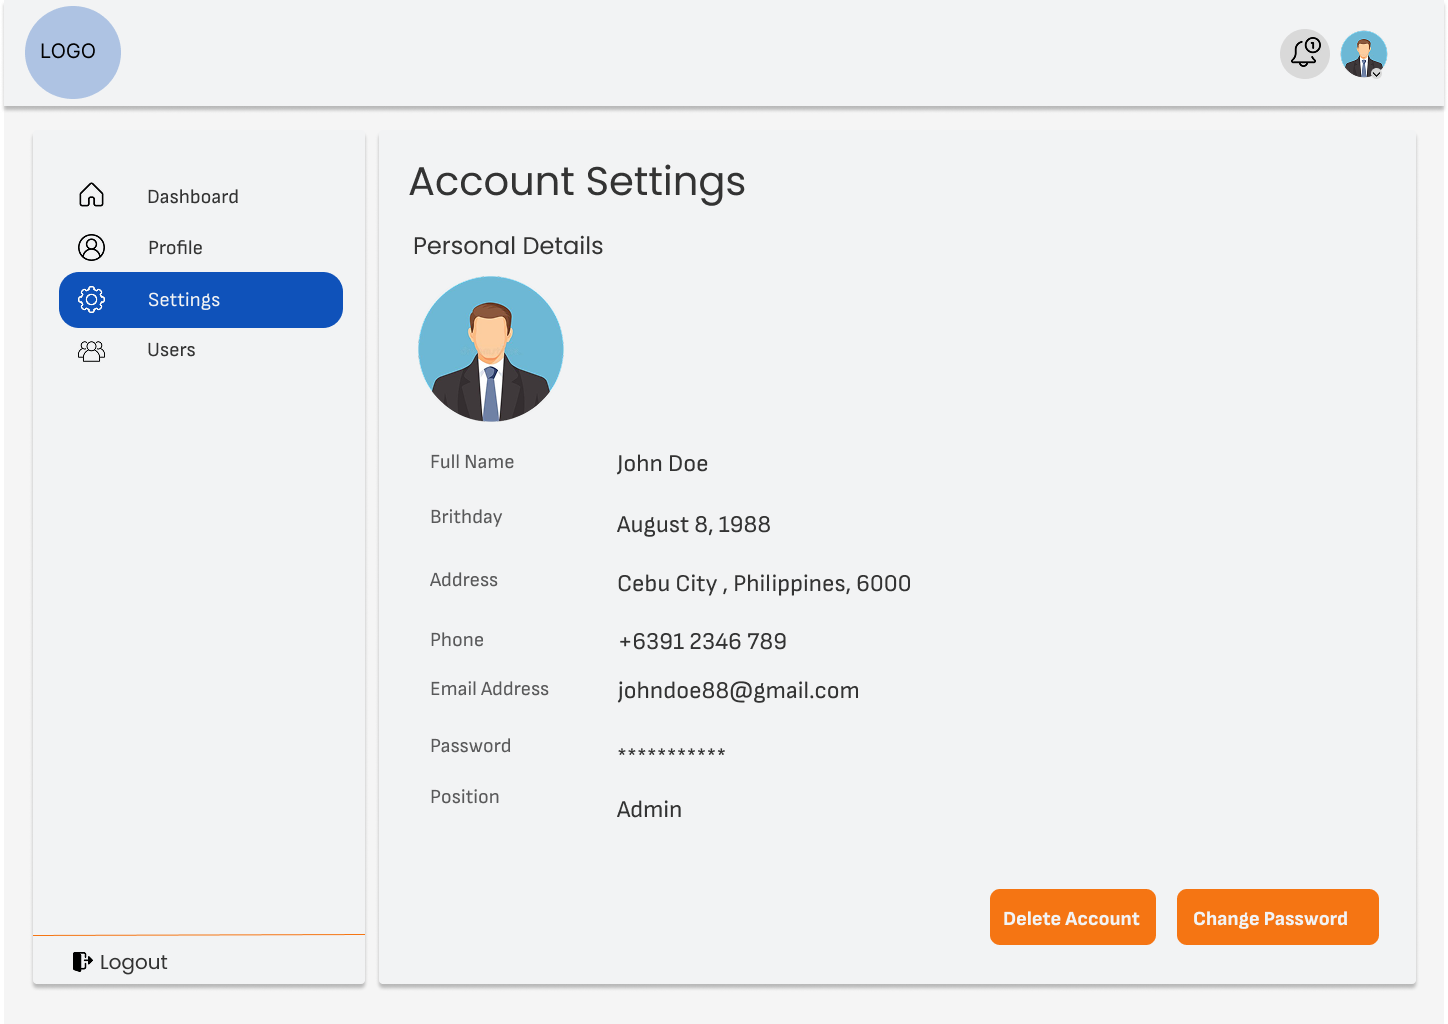 LOGO
1
Dashboard
Profile
Settings
Users
Logout
Account Settings
Personal Details
Full Name John Doe
Brithday August 8, 1988
Address Cebu City , Philippines, 6000
Phone +6391 2346 789
Email Address johndoe88@gmail.com
Password ***********
Position Admin
Delete Account Change Password